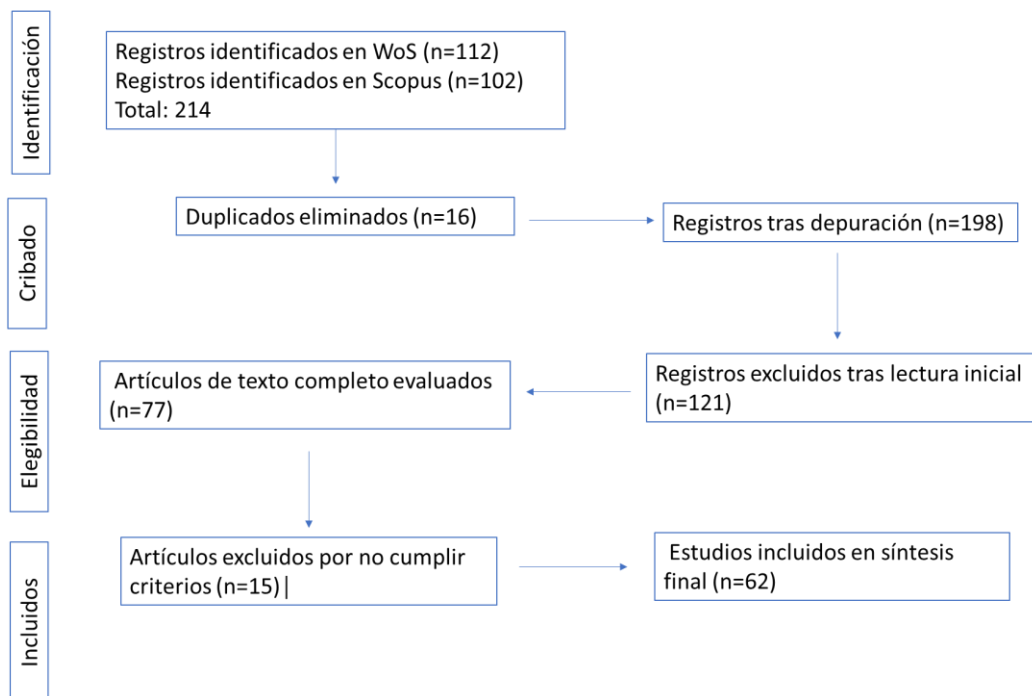 Identificación
Registros identificados en WoS (n=112)
Registros identificados en Scopus (n=102)
Total: 214
Cribado
Duplicados eliminados (n=16)
Registros tras depuración (n=198)
Elegibilidad
Artículos de texto completo evaluados
(n=77)
Registros excluidos tras lectura inicial
(n=121)
Incluidos
Artículos excluidos por no cumplir
criterios (n=15)|
Estudios incluidos en síntesis
final (n=62)